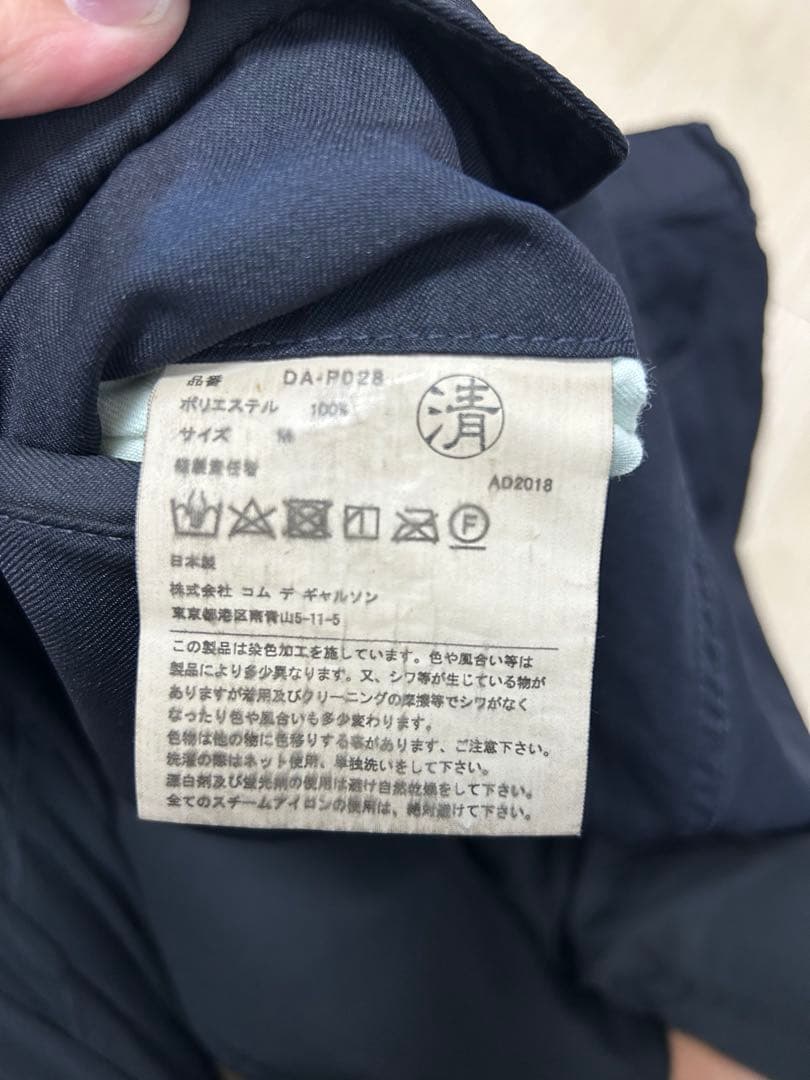 品番 DA-P028
ポリエステル 100%
サイズ M
清
縫製責任者
AD2018
F
日本製
株式会社 コム デ ギャルソン
東京都港区南青山5-11-5
この製品は染色加工を施しています。色や風合い等は
製品により多少異なります。又、シワ等が生じている物が
ありますが着用及びクリーニングの摩擦等でシワがなく
なったり色や風合いも多少変わります。
色物は他の物に色移りする事があります、ご注意下さい。
洗濯の際はネット使用、単独洗いをして下さい。
漂白剤及び蛍光剤の使用は避け自然乾燥をして下さい。
全てのスチームアイロンの使用は、絶対避けて下さい。